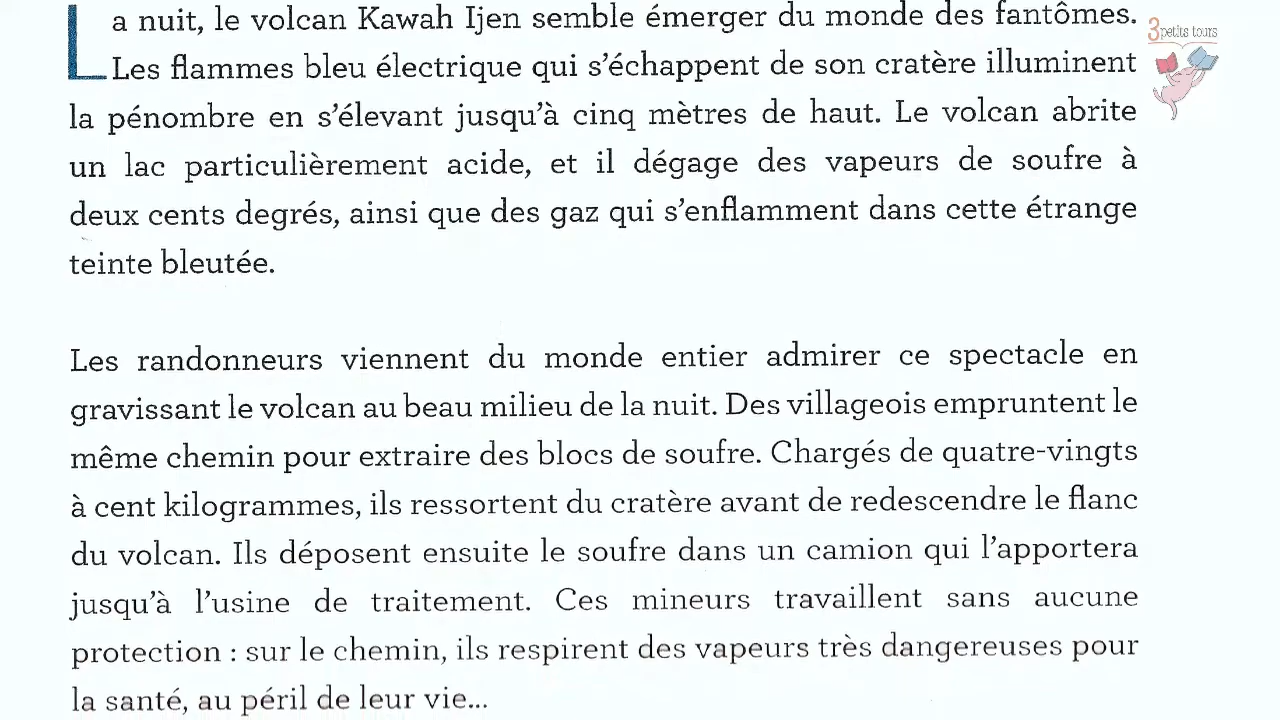 La nuit, le volcan Kawah Ijen semble émerger du monde des fantômes.
Les flammes bleu électrique qui s'échappent de son cratère illuminent
la pénombre en s'élevant jusqu'à cinq mètres de haut. Le volcan abrite
un lac particulièrement acide, et il dégage des vapeurs de soufre à
deux cents degrés, ainsi que des gaz qui s'enflamment dans cette étrange
teinte bleutée.
Les randonneurs viennent du monde entier admirer ce spectacle en
gravissant le volcan au beau milieu de la nuit. Des villageois empruntent le
même chemin pour extraire des blocs de soufre. Chargés de quatre-vingts
à cent kilogrammes, ils ressortent du cratère avant de redescendre le flanc
du volcan. Ils déposent ensuite le soufre dans un camion qui l'apportera
jusqu'à l'usine de traitement. Ces mineurs travaillent sans aucune
protection : sur le chemin, ils respirent des vapeurs très dangereuses pour
la santé, au péril de leur vie...
3 petits tours